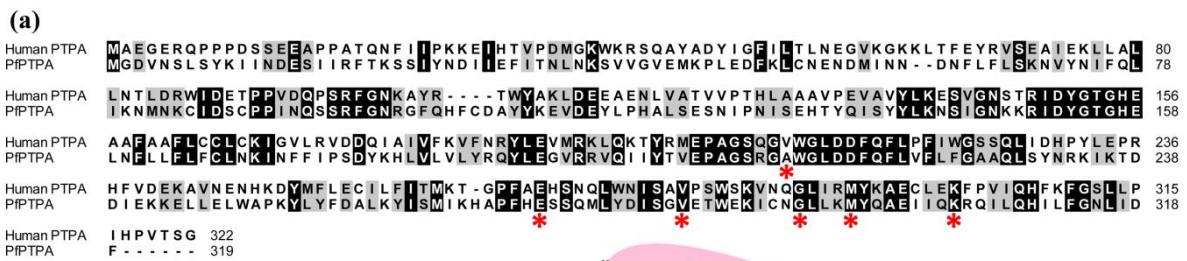 (a)
Human PTPA MAEGERQPPPDSSEEAPPATQNFIIPKKEIHTVPDMGKWKRSQAYADYIGFILTLNEGVKGKKLTFEYRVSEAIEKLLAL 80
PfPTPA MGDVNSLSYKIINDESIIRFTKSSIYNDIIEFITNLNKSVVGVEMKPLEDFKLCNENDMINN--DNFLFLSKNVYNIFQL 78
Human PTPA LNTLDRWIDETPPVDQPSRFGNKAYR----TWYAKLDEEAENLVATVVPTHLAAAVPEVAVYLKESVGNSTRIDYGTGHE 156
PfPTPA IKNMNKCIDSCPPINQPSRFGNRGFQHFCDAYYKEVDEYLPHALSESNIPNISEHTYQISYYLKNSIGNKKRIDYGTGHE 158
Human PTPA AAFAAFLCCLCKIGVLRVDDQIAIVFKVFNRYLEVMRKLQKTYRMEPAGSQGVWGLDDFQFLPFIWGSSQLIDHPYLEPR 236
PfPTPA LNFLLFLFCLNKINFFIPSDYKHLVLVLYRQYLEGVRRVQIIYTVEPAGSRGAWGLDDFQFLVFLFGAAQLSYNRKIKTD 238
*
Human PTPA HFVDEKAVNENHKDYMFLECILFITMKT-GPFAEHSNQLWNISAVPSWSKVNQGLIRMYKAECLEKFPVIQHFKFGSLLP 315
PfPTPA DIEKKELLELWAPKYLYFDALKYISMIKHAPFHESSQMLYDISGVETWEKICNGLLKMYQAEIIQKRQILQHILFGNLID 318
* * * * *
Human PTPA IHPVTSG 322
PfPTPA F------ 319